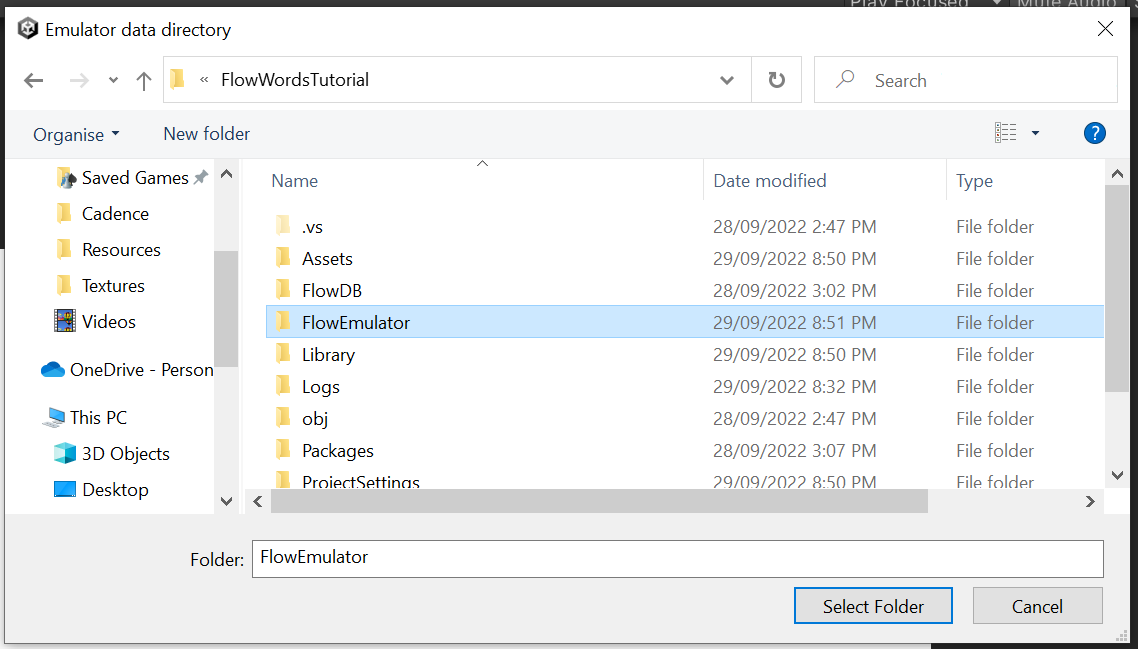 Play Focused Mute Audio
Emulator data directory
« FlowWordsTutorial
Search
Organise New folder
?
Saved Games
Cadence
Resources
Textures
Videos
OneDrive - Person
This PC
3D Objects
Desktop
Name Date modified Type
.vs 28/09/2022 2:47 PM File folder
Assets 29/09/2022 8:50 PM File folder
FlowDB 28/09/2022 3:02 PM File folder
FlowEmulator 29/09/2022 8:51 PM File folder
Library 29/09/2022 8:50 PM File folder
Logs 29/09/2022 8:32 PM File folder
obj 28/09/2022 2:47 PM File folder
Packages 28/09/2022 3:07 PM File folder
ProjectSettings 29/09/2022 8:50 PM File folder
Folder: FlowEmulator
Select Folder Cancel